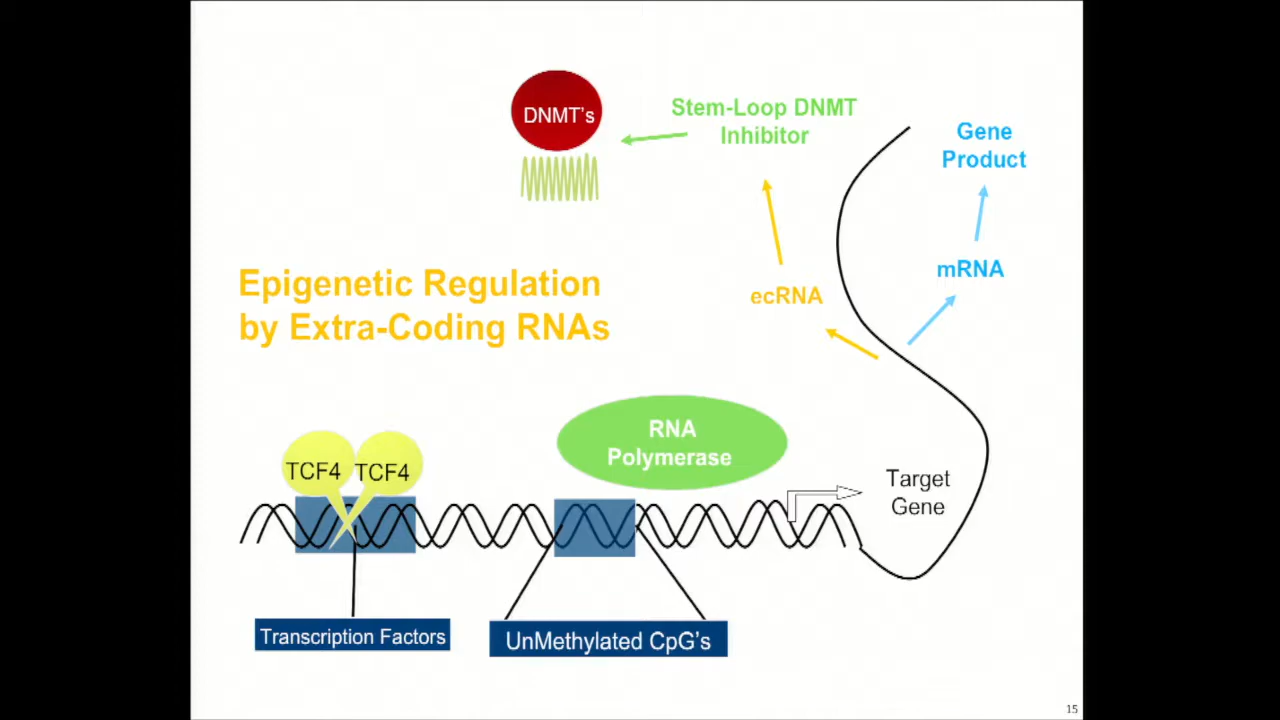 DNMT's
Stem-Loop DNMT
Inhibitor
Gene
Product
mRNA
ecRNA
Epigenetic Regulation
by Extra-Coding RNAs
RNA
Polymerase
TCF4
TCF4
Target
Gene
Transcription Factors
UnMethylated CpG's
15